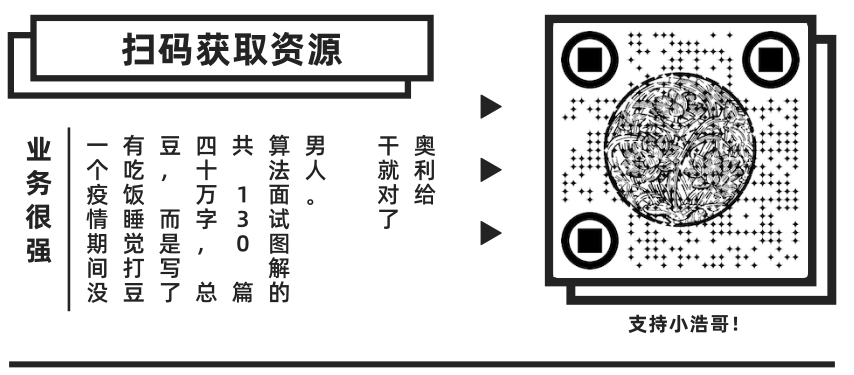 扫码获取资源
业务很强
一个疫情期间没
有吃饭睡觉打豆
豆, 而是写了
四十万字, 总
共 130 篇
算法面试图解的
男人。
干就对了
奥利给
支持小浩哥!